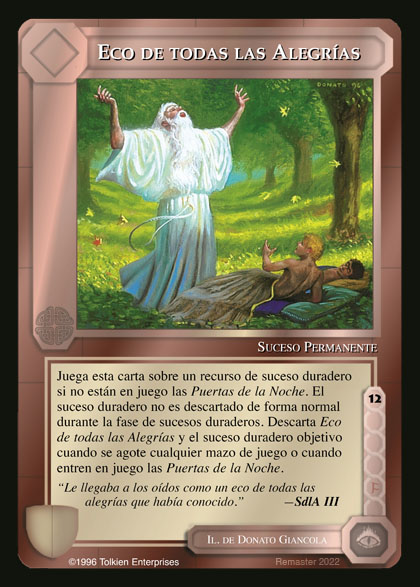 Eco de todas las Alegrías
DONATO '96
Suceso Permanente
Juega esta carta sobre un recurso de suceso duradero
si no están en juego las Puertas de la Noche. El
suceso duradero no es descartado de forma normal
durante la fase de sucesos duraderos. Descarta Eco
de todas las Alegrías y el suceso duradero objetivo
cuando se agote cualquier mazo de juego o cuando
entren en juego las Puertas de la Noche.
12
“Le llegaba a los oídos como un eco de todas las
alegrías que había conocido.” –SdlA III
Il. de Donato Giancola
©1996 Tolkien Enterprises
Remaster 2022